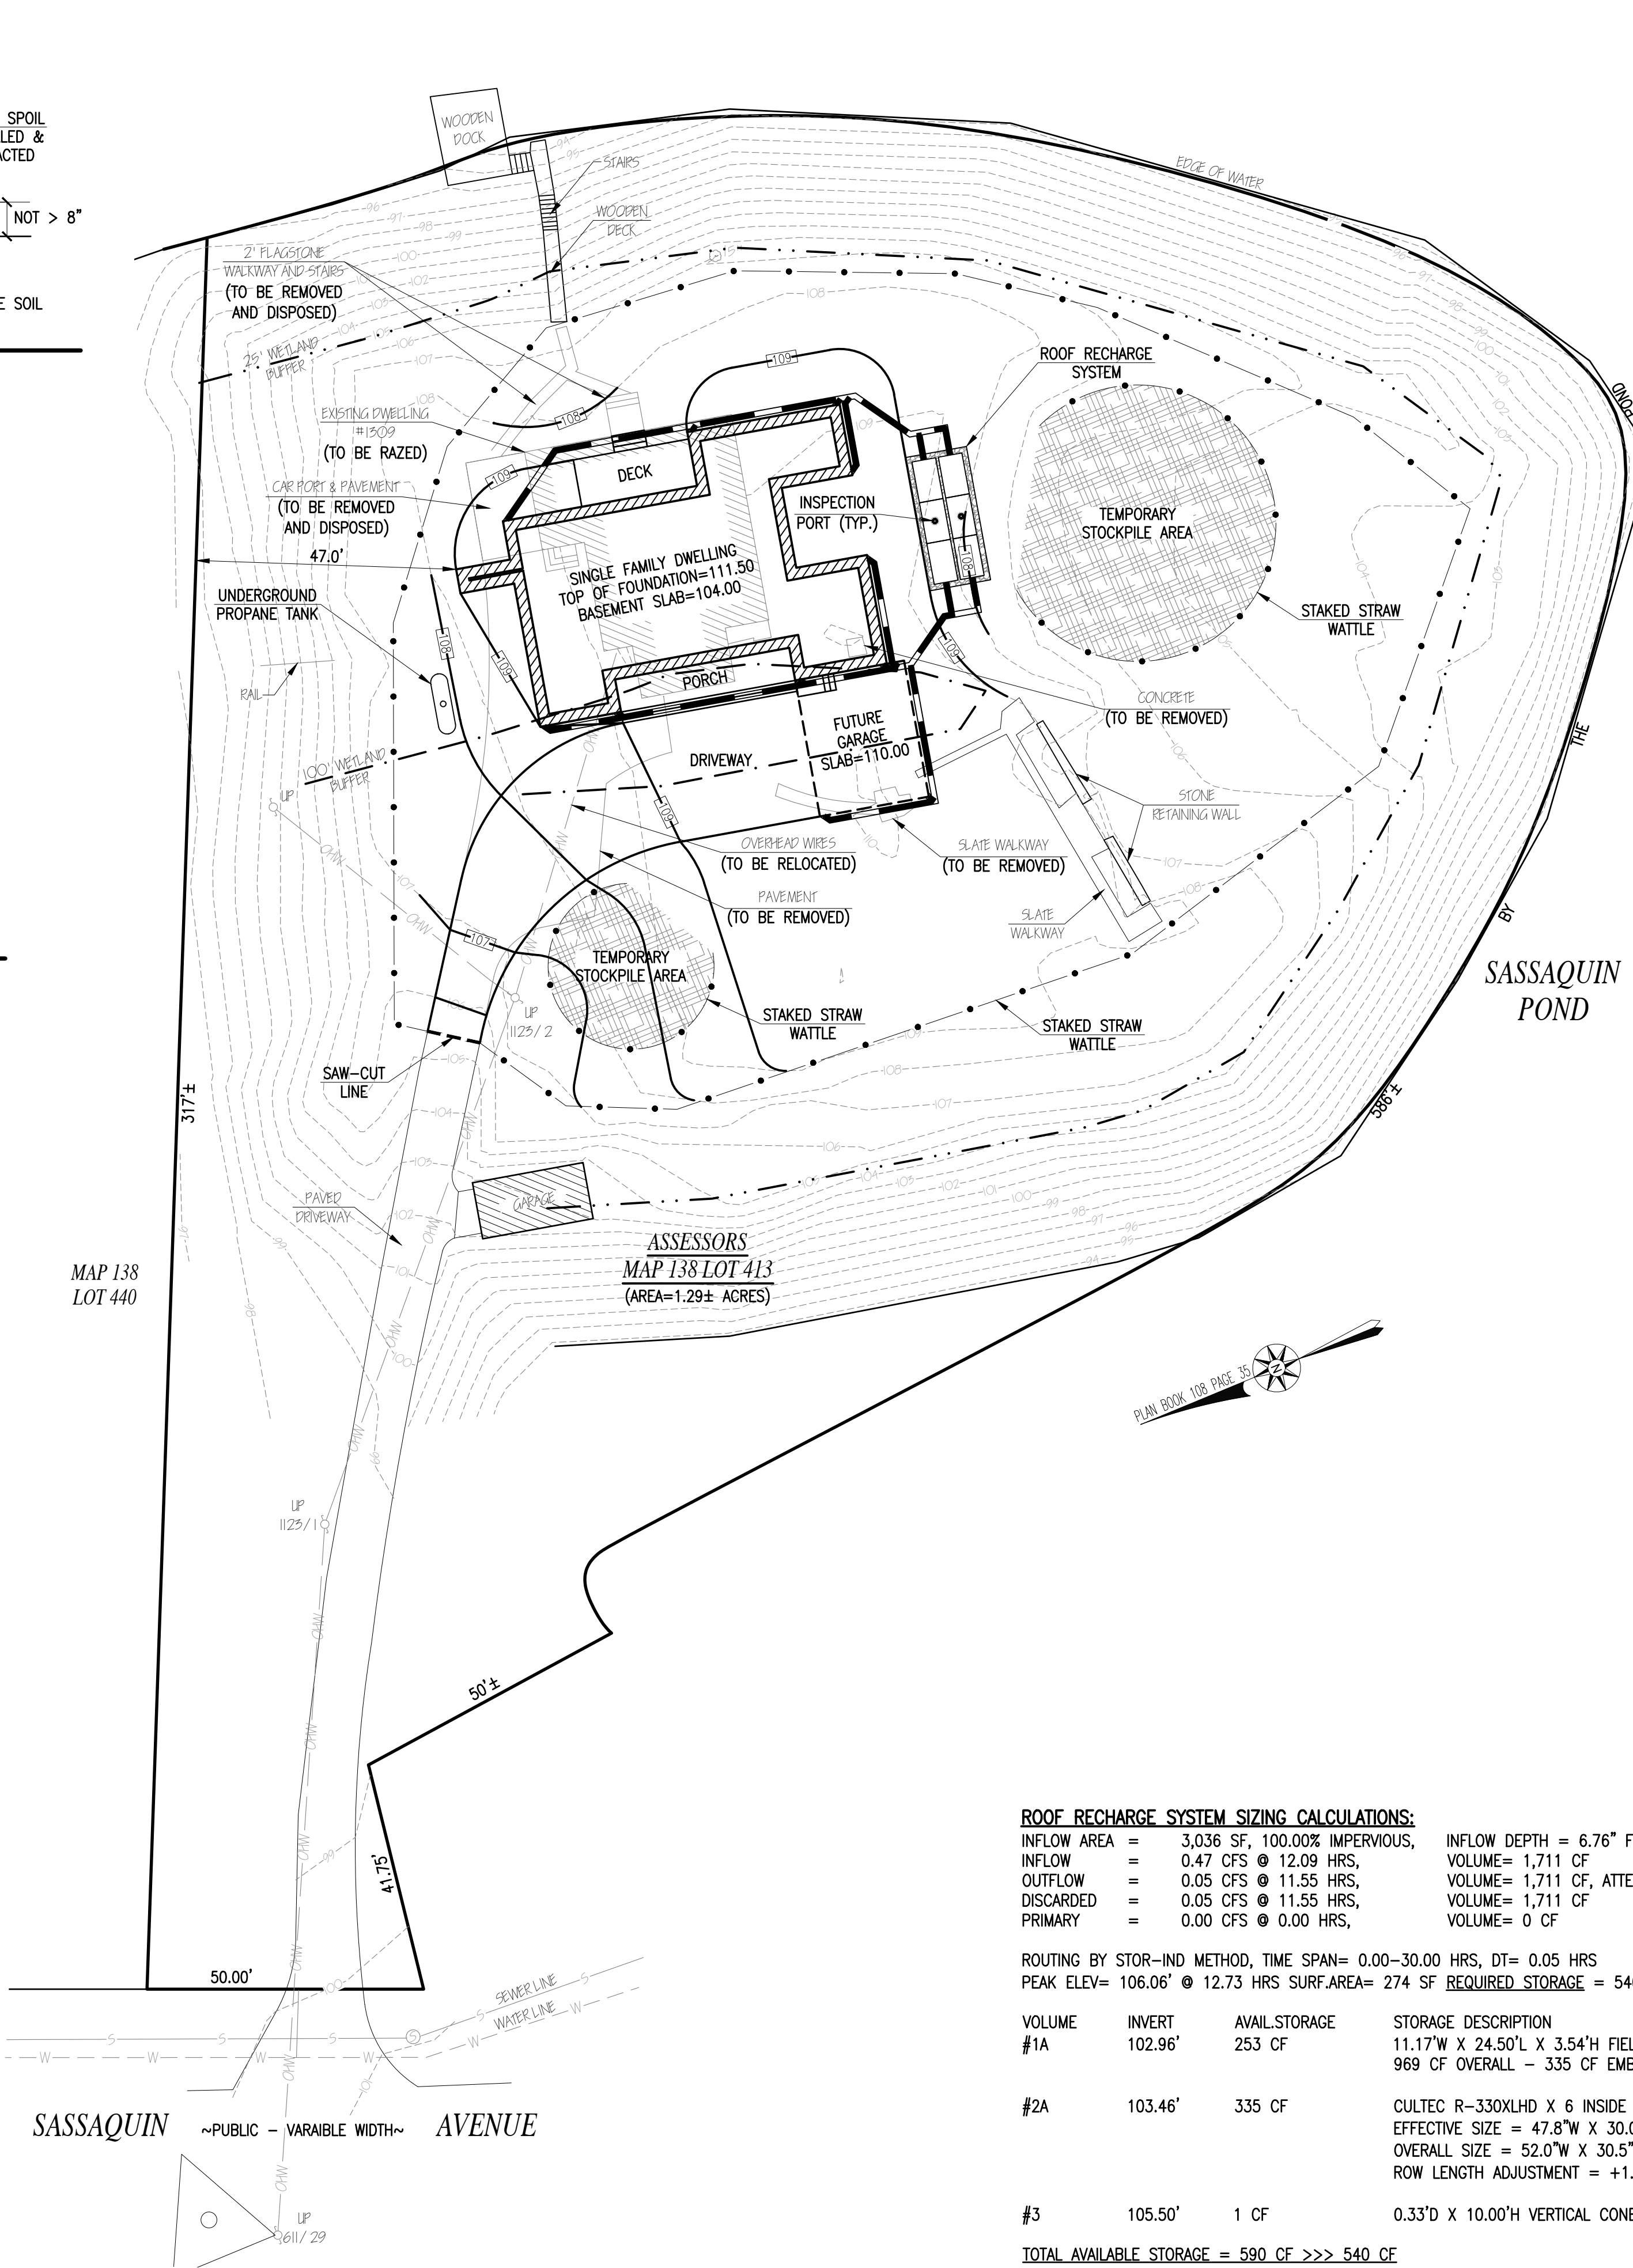 SPOIL
LED &
ACTED
NOT > 8"
E SOIL
WOODEN
DOCK
STAIRS
WOODEN
DECK
EDGE OF WATER
2' FLAGSTONE
WALKWAY AND STAIRS
(TO BE REMOVED
AND DISPOSED)
25' WETLAND
BUFFER
EXISTING DWELLING
#1309
(TO BE RAZED)
CAR PORT & PAVEMENT
(TO BE REMOVED
AND DISPOSED)
47.0'
UNDERGROUND
PROPANE TANK
RAIL
100' WETLAND
BUFFER
UP
DECK
SINGLE FAMILY DWELLING
TOP OF FOUNDATION=111.50
BASEMENT SLAB=104.00
PORCH
INSPECTION
PORT (TYP.)
ROOF RECHARGE
SYSTEM
TEMPORARY
STOCKPILE AREA
STAKED STRAW
WATTLE
CONCRETE
(TO BE REMOVED)
FUTURE
GARAGE
SLAB=110.00
DRIVEWAY
STONE
RETAINING WALL
OVERHEAD WIRES
(TO BE RELOCATED)
SLATE WALKWAY
(TO BE REMOVED)
PAVEMENT
(TO BE REMOVED)
SLATE
WALKWAY
TEMPORARY
STOCKPILE AREA
UP
1123/2
STAKED STRAW
WATTLE
STAKED STRAW
WATTLE
SAW-CUT
LINE
POND
THE
BY
SASSAQUIN
POND
586'±
317'±
GARAGE
PAVED
DRIVEWAY
ASSESSORS
MAP 138 LOT 413
(AREA=1.29± ACRES)
MAP 138
LOT 440
PLAN BOOK 108 PAGE 35
N
UP
1123/1
50'±
41.75'
50.00'
SEWER LINE
WATER LINE
SASSAQUIN ~PUBLIC - VARAIBLE WIDTH~ AVENUE
UP
611/29
ROOF RECHARGE SYSTEM SIZING CALCULATIONS:
INFLOW AREA = 3,036 SF, 100.00% IMPERVIOUS, INFLOW DEPTH = 6.76" F
INFLOW = 0.47 CFS @ 12.09 HRS, VOLUME= 1,711 CF
OUTFLOW = 0.05 CFS @ 11.55 HRS, VOLUME= 1,711 CF, ATTE
DISCARDED = 0.05 CFS @ 11.55 HRS, VOLUME= 1,711 CF
PRIMARY = 0.00 CFS @ 0.00 HRS, VOLUME= 0 CF
ROUTING BY STOR-IND METHOD, TIME SPAN= 0.00-30.00 HRS, DT= 0.05 HRS
PEAK ELEV= 106.06' @ 12.73 HRS SURF.AREA= 274 SF REQUIRED STORAGE = 540
VOLUME INVERT AVAIL.STORAGE STORAGE DESCRIPTION
#1A 102.96' 253 CF 11.17'W X 24.50'L X 3.54'H FIEL
969 CF OVERALL - 335 CF EMB
#2A 103.46' 335 CF CULTEC R-330XLHD X 6 INSIDE
EFFECTIVE SIZE = 47.8"W X 30.0
OVERALL SIZE = 52.0"W X 30.5"
ROW LENGTH ADJUSTMENT = +1.
#3 105.50' 1 CF 0.33'D X 10.00'H VERTICAL CONE
TOTAL AVAILABLE STORAGE = 590 CF >>> 540 CF